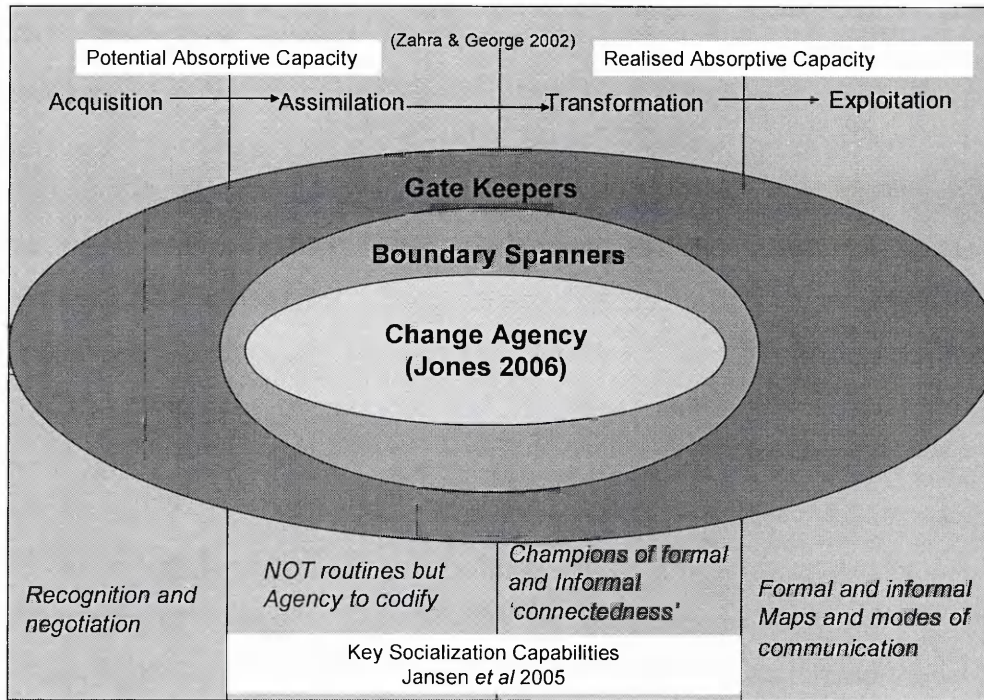 (Zahra & George 2002)
Potential Absorptive Capacity
Realised Absorptive Capacity
Acquisition
Assimilation
Transformation
Exploitation
Gate Keepers
Boundary Spanners
Change Agency
(Jones 2006)
Recognition and
negotiation
NOT routines but
Agency to codify
Champions of formal
and Informal
'connectedness'
Formal and informal
Maps and modes of
communication
Key Socialization Capabilities
Jansen et al 2005